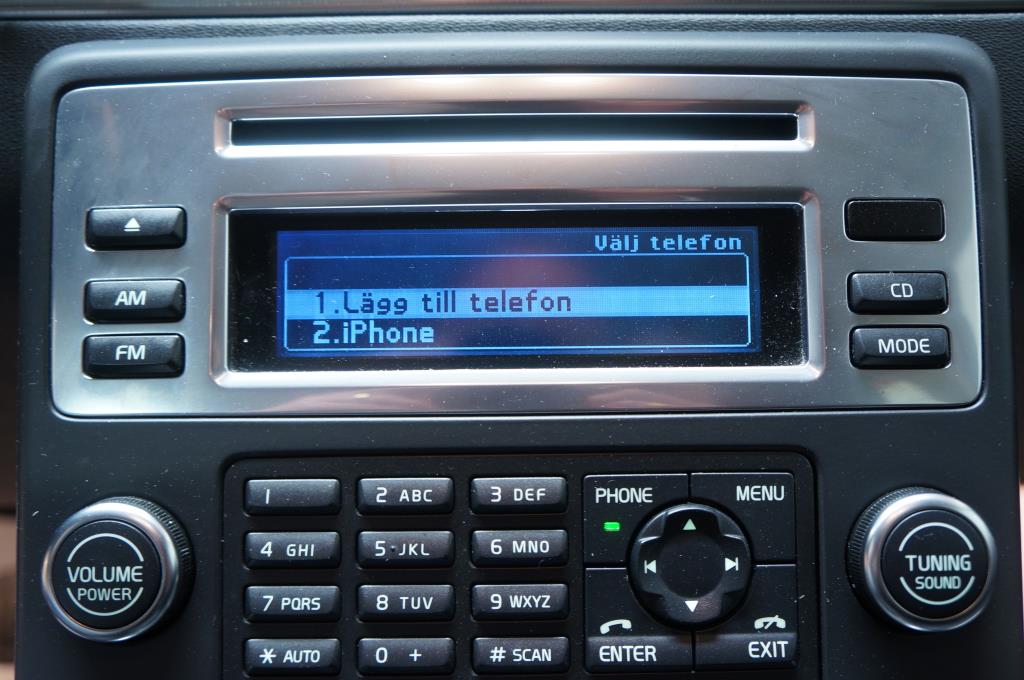 Välj telefon
1.Lägg till telefon
2.iPhone
AM
FM
CD
MODE
VOLUME
POWER
1
2 ABC
3 DEF
4 GHI
5 JKL
6 MNO
7 PQRS
8 TUV
9 WXYZ
* AUTO
0 +
# SCAN
PHONE
MENU
ENTER
EXIT
TUNING
SOUND